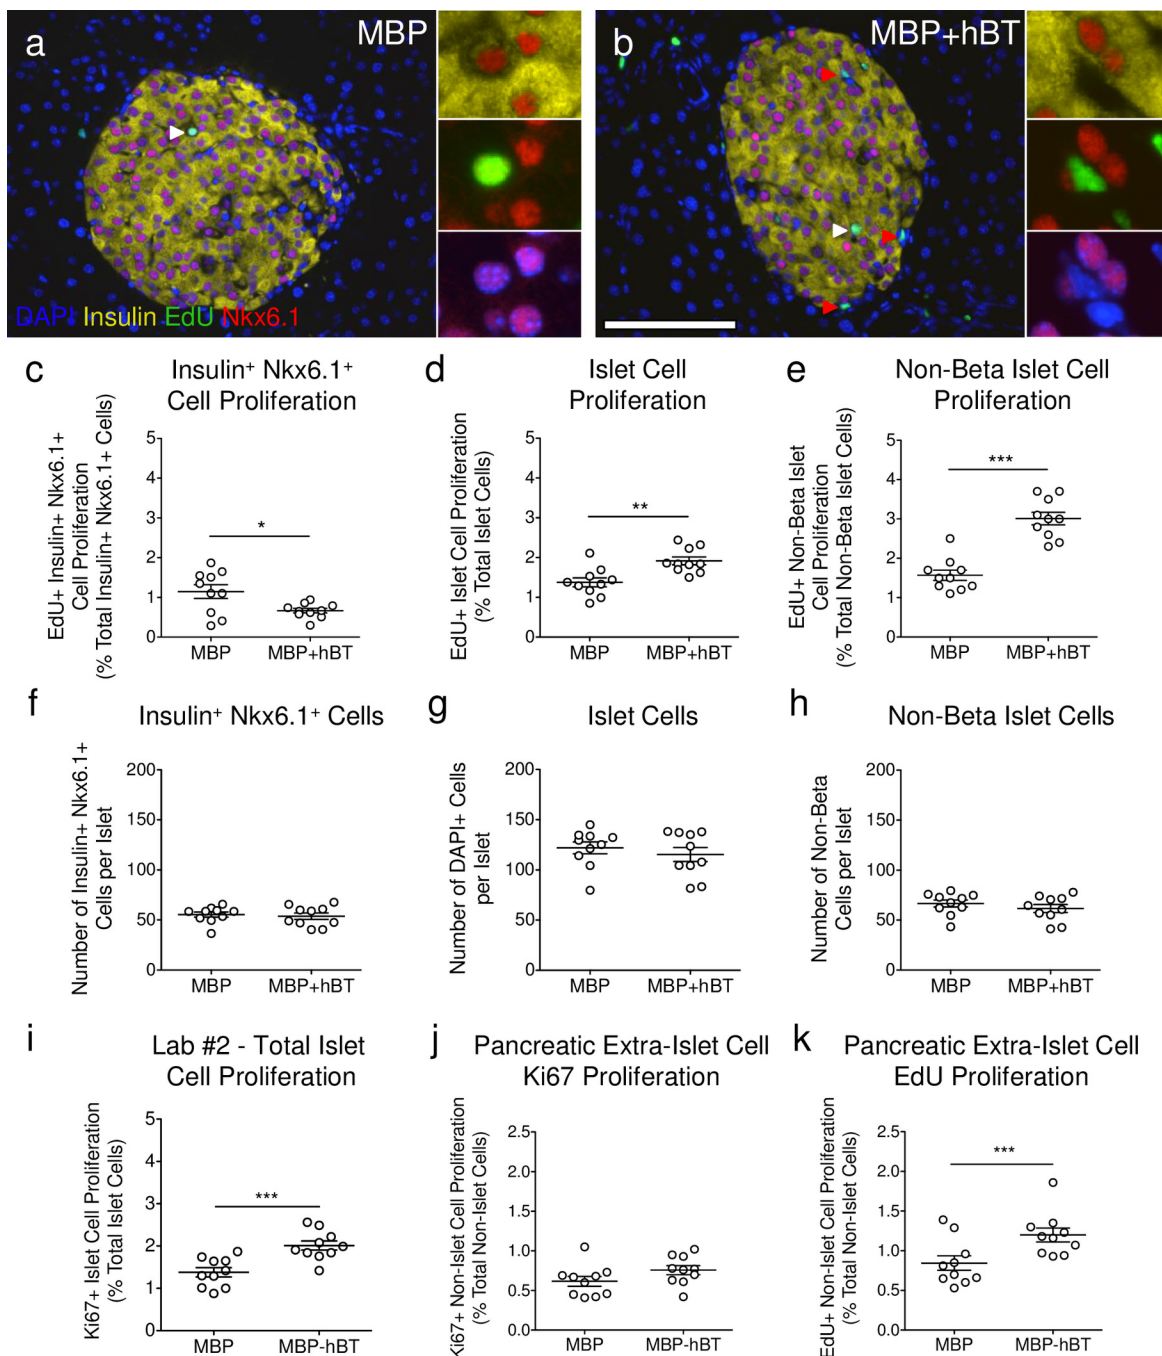 a MBP
b MBP+hBT
DAPI Insulin EdU Nkx6.1
c Insulin⁺ Nkx6.1⁺
Cell Proliferation
EdU+ Insulin+ Nkx6.1+
Cell Proliferation
(% Total Insulin+ Nkx6.1+ Cells)
5
4
3
2
1
0
*
MBP MBP+hBT
d Islet Cell
Proliferation
EdU+ Islet Cell Proliferation
(% Total Islet Cells)
5
4
3
2
1
0
**
MBP MBP+hBT
e Non-Beta Islet Cell
Proliferation
EdU+ Non-Beta Islet
Cell Proliferation
(% Total Non-Beta Islet Cells)
5
4
3
2
1
0
***
MBP MBP+hBT
f Insulin⁺ Nkx6.1⁺ Cells
Number of Insulin+ Nkx6.1+
Cells per Islet
200
150
100
50
0
MBP MBP+hBT
g Islet Cells
Number of DAPI+ Cells
per Islet
200
150
100
50
0
MBP MBP+hBT
h Non-Beta Islet Cells
Number of Non-Beta
Cells per Islet
200
150
100
50
0
MBP MBP+hBT
i Lab #2 - Total Islet
Cell Proliferation
Ki67+ Islet Cell Proliferation
(% Total Islet Cells)
5
4
3
2
1
0
***
MBP MBP-hBT
j Pancreatic Extra-Islet Cell
Ki67 Proliferation
Ki67+ Non-Islet Cell Proliferation
(% Total Non-Islet Cells)
2.5
2.0
1.5
1.0
0.5
0.0
MBP MBP-hBT
k Pancreatic Extra-Islet Cell
EdU Proliferation
EdU+ Non-Islet Cell Proliferation
(% Total Non-Islet Cells)
2.5
2.0
1.5
1.0
0.5
0.0
***
MBP MBP-hBT